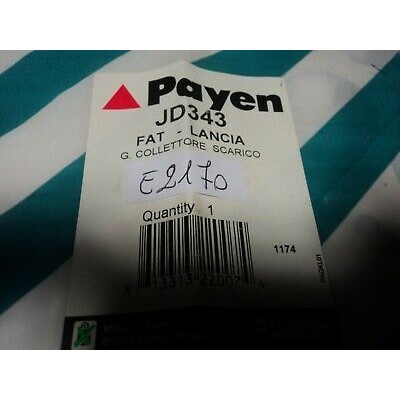 Payen
JD343
FAT - LANCIA
G. COLLETTORE SCARICO
E2170
Quantity 1
1174